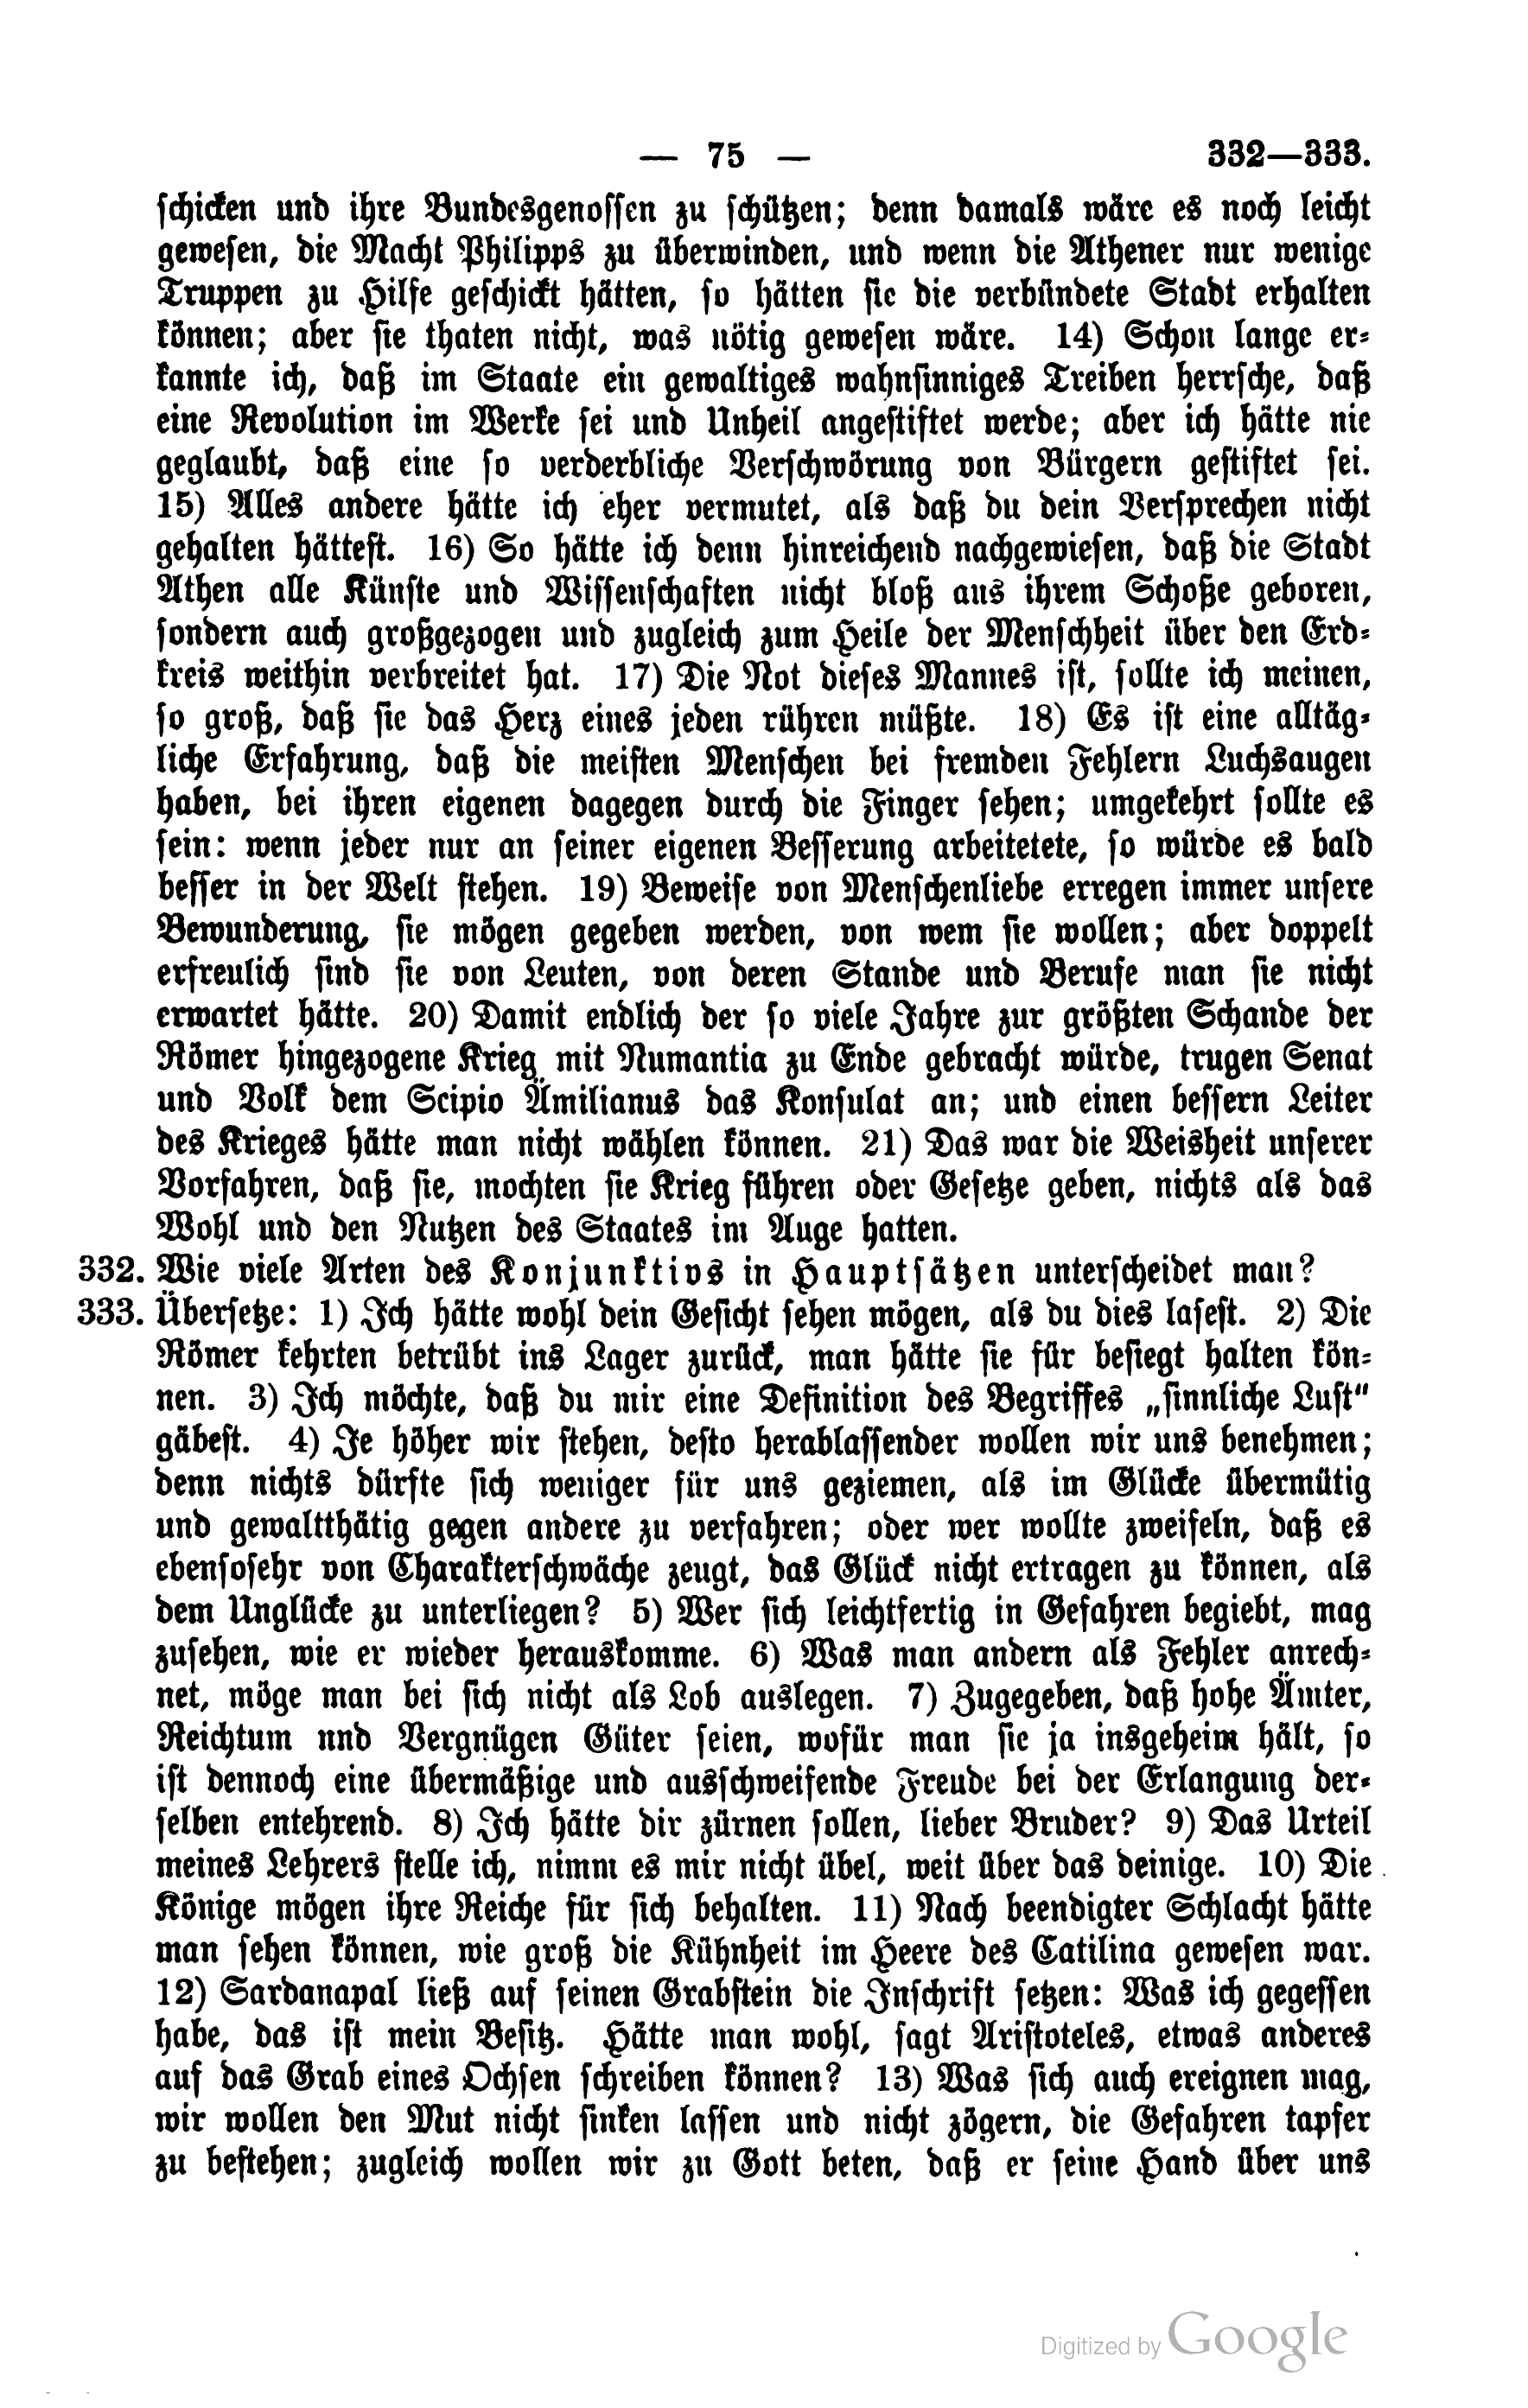 — 75 — 332—333.
schicken und ihre Bundesgenossen zu schützen; denn damals wäre es noch leicht
gewesen, die Macht Philipps zu überwinden, und wenn die Athener nur wenige
Truppen zu Hilfe geschickt hätten, so hätten sie die verbündete Stadt erhalten
können; aber sie thaten nicht, was nötig gewesen wäre. 14) Schon lange er-
kannte ich, daß im Staate ein gewaltiges wahnsinniges Treiben herrsche, daß
eine Revolution im Werke sei und Unheil angestiftet werde; aber ich hätte nie
geglaubt, daß eine so verderbliche Verschwörung von Bürgern gestiftet sei.
15) Alles andere hätte ich eher vermutet, als daß du dein Versprechen nicht
gehalten hättest. 16) So hätte ich denn hinreichend nachgewiesen, daß die Stadt
Athen alle Künste und Wissenschaften nicht bloß aus ihrem Schoße geboren,
sondern auch großgezogen und zugleich zum Heile der Menschheit über den Erd-
kreis weithin verbreitet hat. 17) Die Not dieses Mannes ist, sollte ich meinen,
so groß, daß sie das Herz eines jeden rühren müßte. 18) Es ist eine alltäg-
liche Erfahrung, daß die meisten Menschen bei fremden Fehlern Luchsaugen
haben, bei ihren eigenen dagegen durch die Finger sehen; umgekehrt sollte es
sein: wenn jeder nur an seiner eigenen Besserung arbeitetete, so würde es bald
besser in der Welt stehen. 19) Beweise von Menschenliebe erregen immer unsere
Bewunderung, sie mögen gegeben werden, von wem sie wollen; aber doppelt
erfreulich sind sie von Leuten, von deren Stande und Berufe man sie nicht
erwartet hätte. 20) Damit endlich der so viele Jahre zur größten Schande der
Römer hingezogene Krieg mit Numantia zu Ende gebracht würde, trugen Senat
und Volk dem Scipio Ämilianus das Konsulat an; und einen bessern Leiter
des Krieges hätte man nicht wählen können. 21) Das war die Weisheit unserer
Vorfahren, daß sie, mochten sie Krieg führen oder Gesetze geben, nichts als das
Wohl und den Nutzen des Staates im Auge hatten.
332. Wie viele Arten des Konjunktivs in Hauptsätzen unterscheidet man?
333. Übersetze: 1) Ich hätte wohl dein Gesicht sehen mögen, als du dies lasest. 2) Die
Römer kehrten betrübt ins Lager zurück, man hätte sie für besiegt halten kön-
nen. 3) Ich möchte, daß du mir eine Definition des Begriffes „sinnliche Lust“
gäbest. 4) Je höher wir stehen, desto herablassender wollen wir uns benehmen;
denn nichts dürfte sich weniger für uns geziemen, als im Glücke übermütig
und gewaltthätig gegen andere zu verfahren; oder wer wollte zweifeln, daß es
ebensosehr von Charakterschwäche zeugt, das Glück nicht ertragen zu können, als
dem Unglücke zu unterliegen? 5) Wer sich leichtfertig in Gefahren begiebt, mag
zusehen, wie er wieder herauskomme. 6) Was man andern als Fehler anrech-
net, möge man bei sich nicht als Lob auslegen. 7) Zugegeben, daß hohe Ämter,
Reichtum nnd Vergnügen Güter seien, wofür man sie ja insgeheim hält, so
ist dennoch eine übermäßige und ausschweifende Freude bei der Erlangung der-
selben entehrend. 8) Ich hätte dir zürnen sollen, lieber Bruder? 9) Das Urteil
meines Lehrers stelle ich, nimm es mir nicht übel, weit über das deinige. 10) Die
Könige mögen ihre Reiche für sich behalten. 11) Nach beendigter Schlacht hätte
man sehen können, wie groß die Kühnheit im Heere des Catilina gewesen war.
12) Sardanapal ließ auf seinen Grabstein die Inschrift setzen: Was ich gegessen
habe, das ist mein Besitz. Hätte man wohl, sagt Aristoteles, etwas anderes
auf das Grab eines Ochsen schreiben können? 13) Was sich auch ereignen mag,
wir wollen den Mut nicht sinken lassen und nicht zögern, die Gefahren tapfer
zu bestehen; zugleich wollen wir zu Gott beten, daß er seine Hand über uns
Digitized by Google